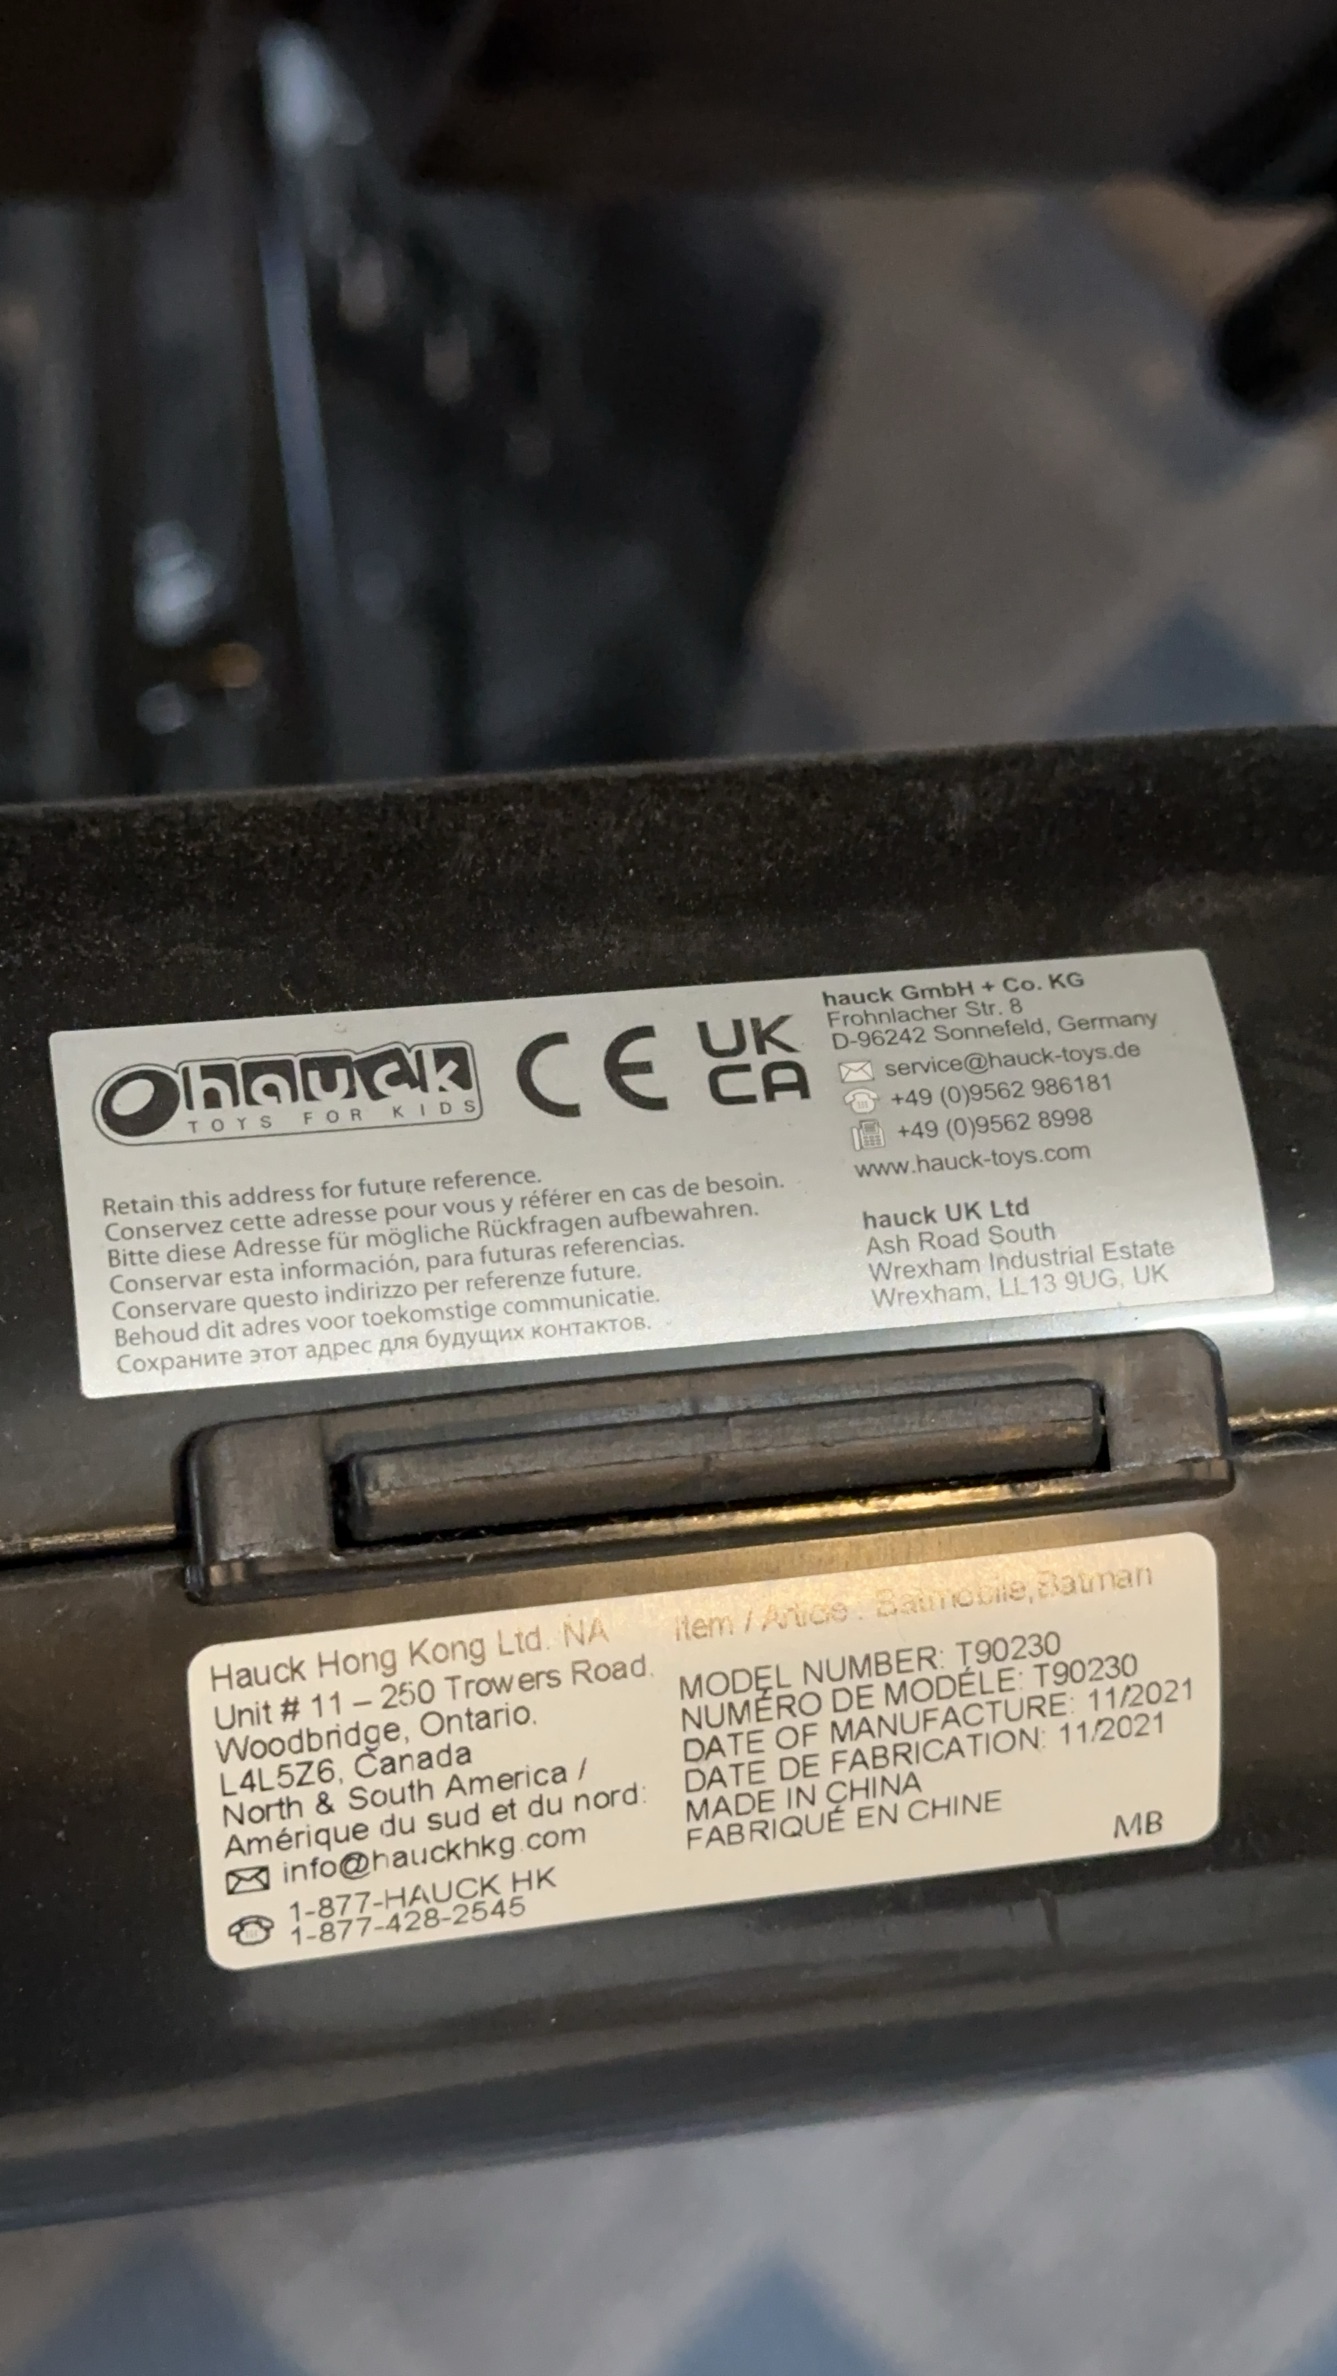 hauck
TOYS FOR KIDS
CE
UK
CA
Retain this address for future reference.
Conservez cette adresse pour vous y référer en cas de besoin.
Bitte diese Adresse für mögliche Rückfragen aufbewahren.
Conservar esta información, para futuras referencias.
Conservare questo indirizzo per referenze future.
Behoud dit adres voor toekomstige communicatie.
Сохраните этот адрес для будущих контактов.
hauck GmbH + Co. KG
Frohnlacher Str. 8
D-96242 Sonnefeld, Germany
service@hauck-toys.de
+49 (0)9562 986181
+49 (0)9562 8998
www.hauck-toys.com
hauck UK Ltd
Ash Road South
Wrexham Industrial Estate
Wrexham, LL13 9UG, UK
Hauck Hong Kong Ltd. NA
Unit # 11 – 250 Trowers Road.
Woodbridge, Ontario.
L4L5Z6, Canada
North & South America /
Amérique du sud et du nord:
info@hauckhkg.com
1-877-HAUCK HK
1-877-428-2545
Item / Article : Batmobile,Batman
MODEL NUMBER: T90230
NUMÉRO DE MODÉLE: T90230
DATE OF MANUFACTURE: 11/2021
DATE DE FABRICATION: 11/2021
MADE IN CHINA
FABRIQUÉ EN CHINE
MB